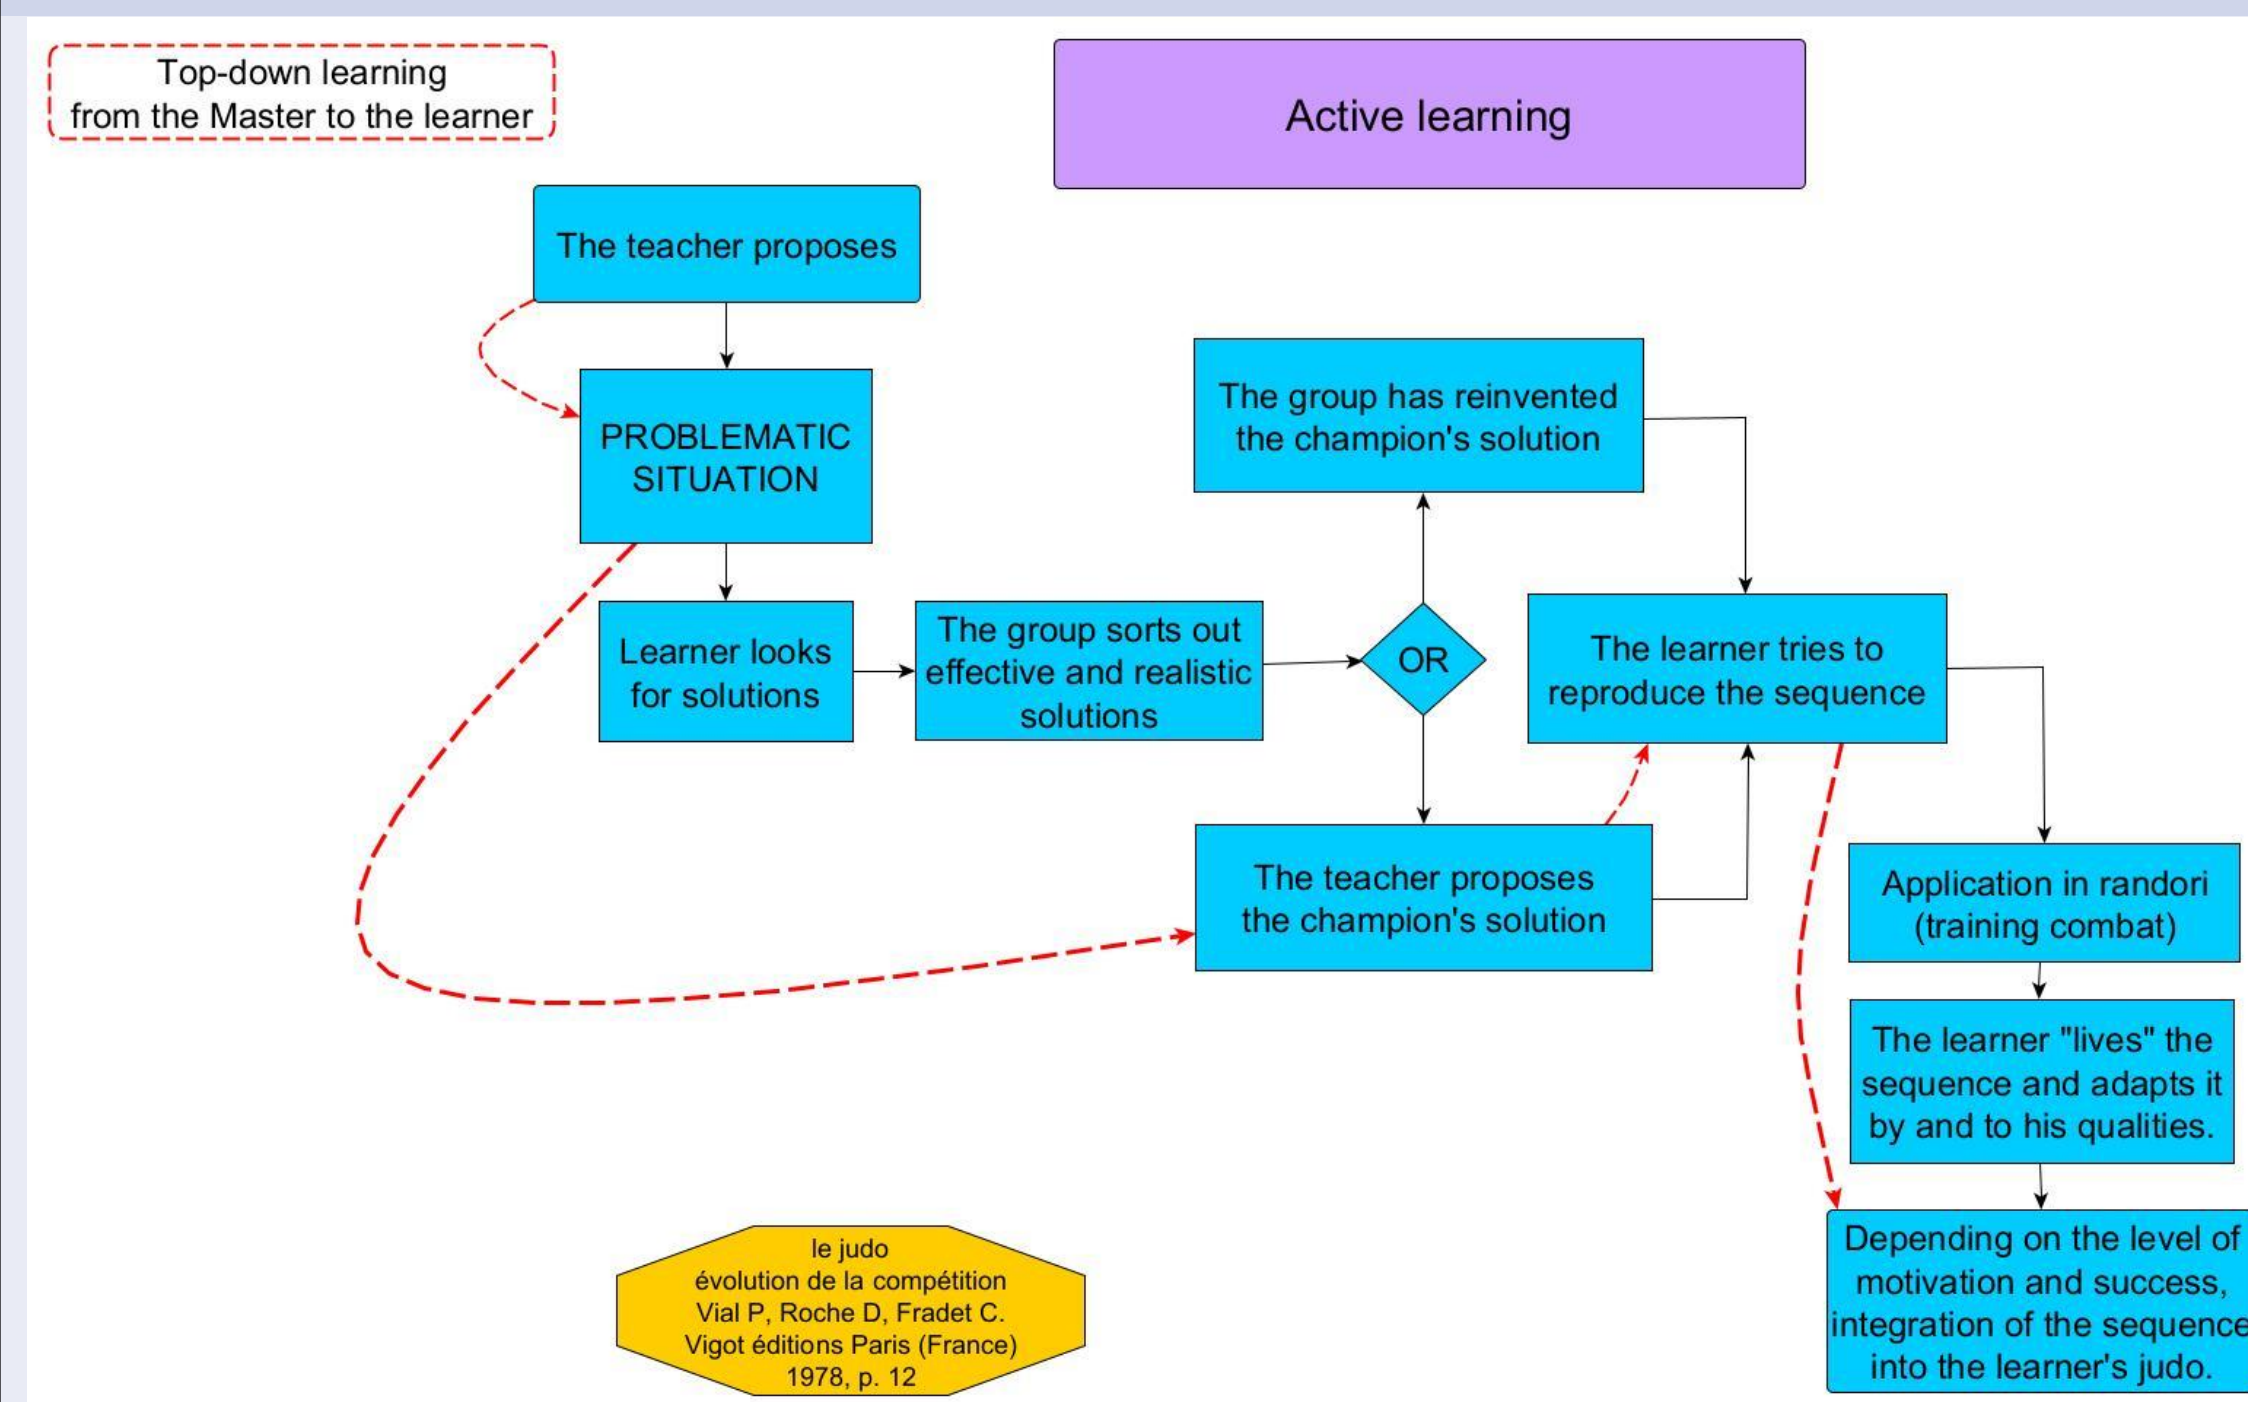 Top-down learning
from the Master to the learner
Active learning
The teacher proposes
PROBLEMATIC
SITUATION
Learner looks
for solutions
The group sorts out
effective and realistic
solutions
OR
The group has reinvented
the champion's solution
The teacher proposes
the champion's solution
The learner tries to
reproduce the sequence
Application in randori
(training combat)
The learner "lives" the
sequence and adapts it
by and to his qualities.
Depending on the level of
motivation and success,
integration of the sequence
into the learner's judo.
le judo
évolution de la compétition
Vial P, Roche D, Fradet C.
Vigot éditions Paris (France)
1978, p. 12